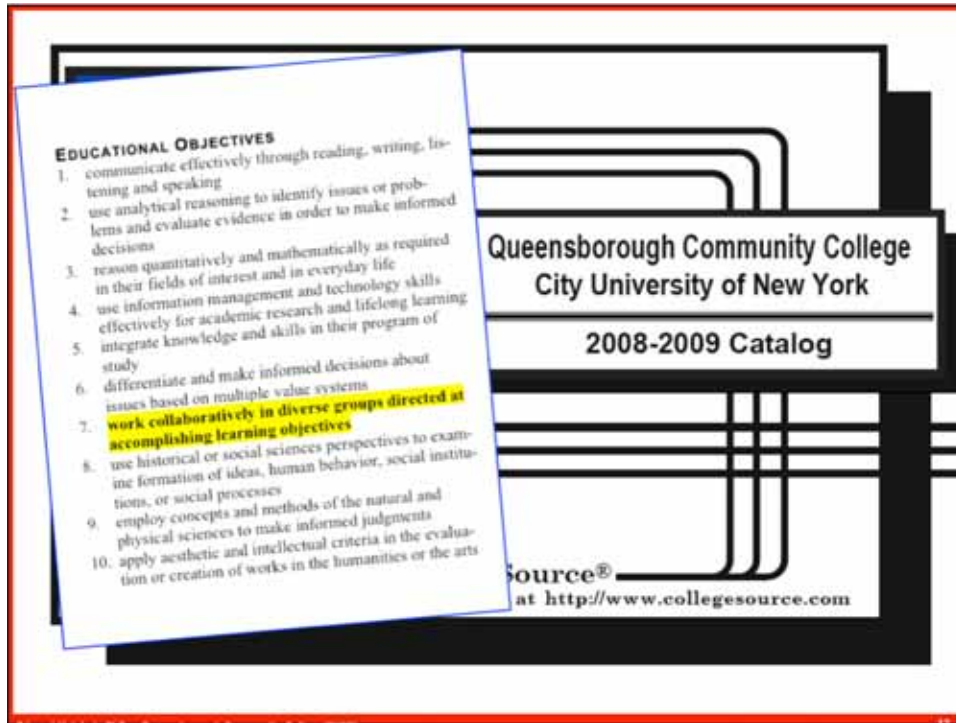 EDUCATIONAL OBJECTIVES
1. communicate effectively through reading, writing, lis-
tening and speaking
2. use analytical reasoning to identify issues or prob-
lems and evaluate evidence in order to make informed
decisions
3. reason quantitatively and mathematically as required
in their fields of interest and in everyday life
4. use information management and technology skills
effectively for academic research and lifelong learning
5. integrate knowledge and skills in their program of
study
6. differentiate and make informed decisions about
issues based on multiple value systems
7. work collaboratively in diverse groups directed at
accomplishing learning objectives
8. use historical or social sciences perspectives to exam-
ine formation of ideas, human behavior, social institu-
tions, or social processes
9. employ concepts and methods of the natural and
physical sciences to make informed judgments
10. apply aesthetic and intellectual criteria in the evalua-
tion or creation of works in the humanities or the arts
Queensborough Community College
City University of New York
2008-2009 Catalog
Source®
at http://www.collegesource.com